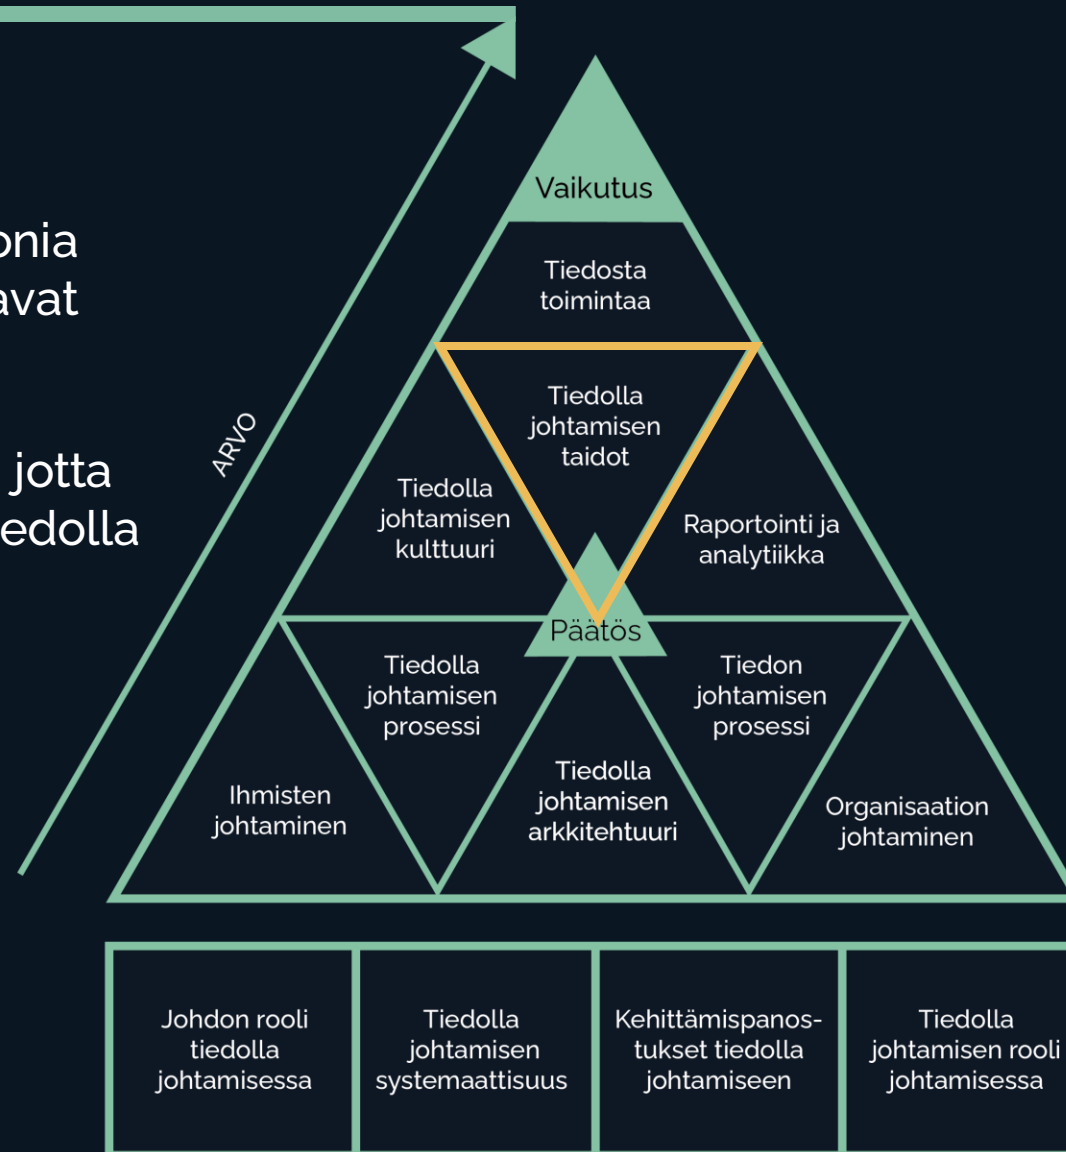 onia
avat
jotta
edolla
ARVO
Vaikutus
Tiedosta
toimintaa
Tiedolla
johtamisen
taidot
Tiedolla
johtamisen
kulttuuri
Raportointi ja
analytiikka
Päätös
Tiedolla
johtamisen
prosessi
Tiedon
johtamisen
prosessi
Ihmisten
johtaminen
Tiedolla
johtamisen
arkkitehtuuri
Organisaation
johtaminen
Johdon rooli
tiedolla
johtamisessa
Tiedolla
johtamisen
systemaattisuus
Kehittämispanos-
tukset tiedolla
johtamiseen
Tiedolla
johtamisen rooli
johtamisessa